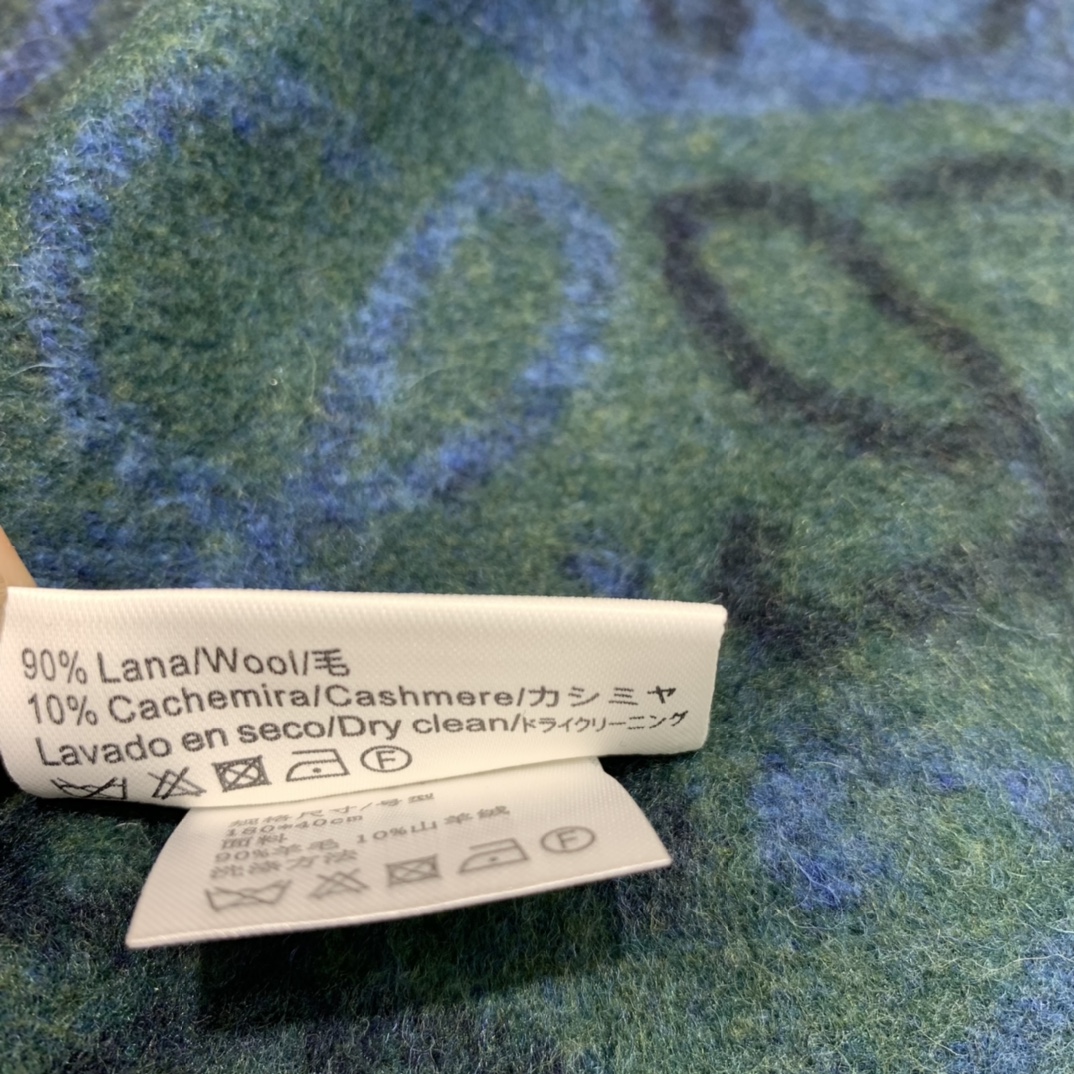 90% Lana/Wool/毛
10% Cachemira/Cashmere/カシミヤ
Lavado en seco/Dry clean/ドライクリーニング
F
规格尺寸/号型
180*40cm
面料
90%羊毛 10%山羊绒
洗涤方法
F